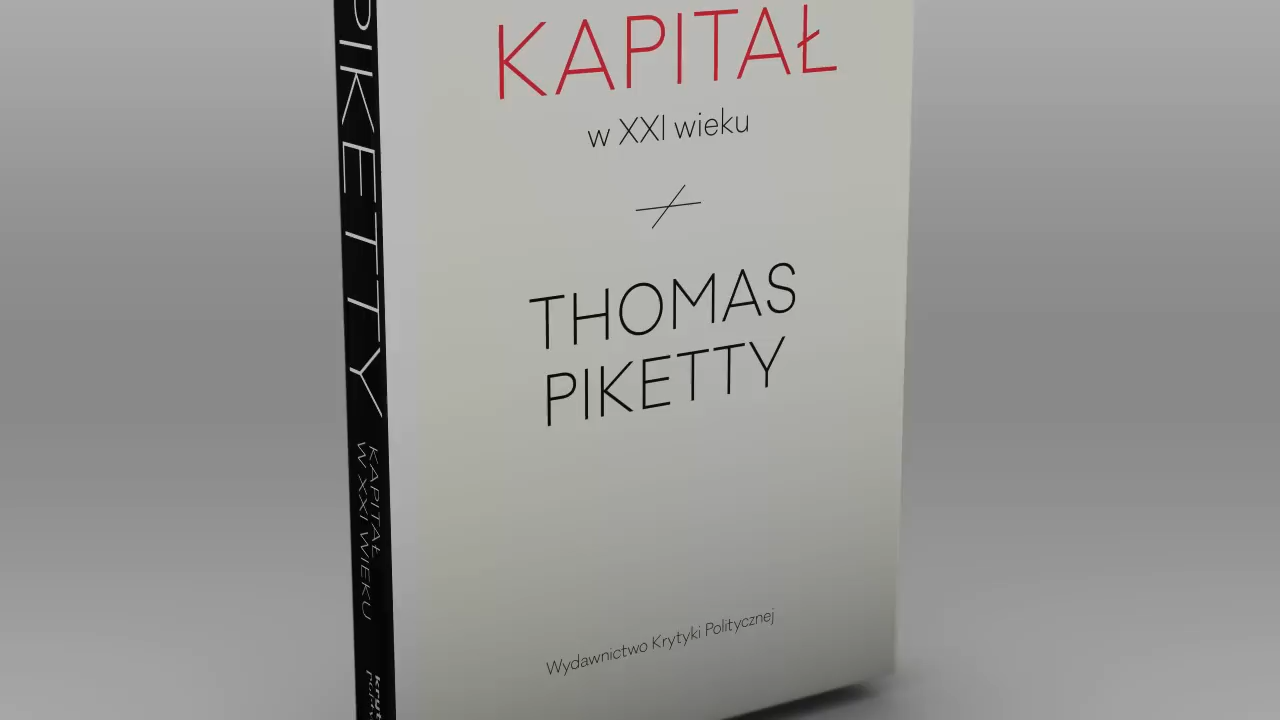 KAPITAŁ
w XXI wieku
THOMAS
PIKETTY
Wydawnictwo Krytyki Politycznej
PIKETTY
KAPITAŁ
W XXI WIEKU